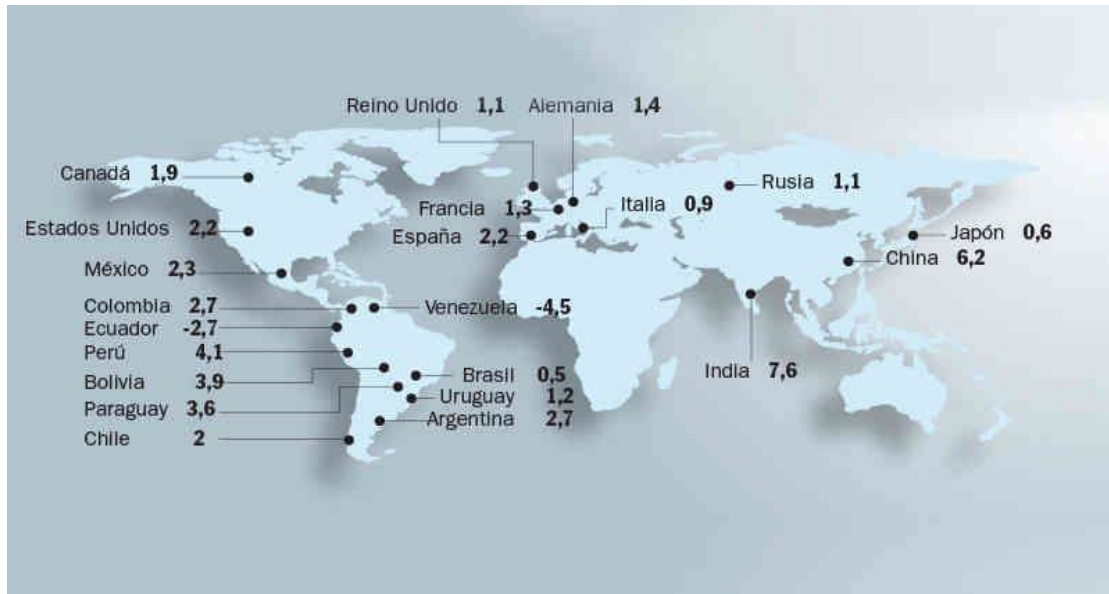 Reino Unido 1,1
Alemania 1,4
Canadá 1,9
Rusia 1,1
Francia 1,3
Italia 0,9
Estados Unidos 2,2
España 2,2
Japón 0,6
China 6,2
México 2,3
Colombia 2,7
Venezuela -4,5
Ecuador -2,7
Perú 4,1
Bolivia 3,9
Brasil 0,5
India 7,6
Paraguay 3,6
Uruguay 1,2
Argentina 2,7
Chile 2